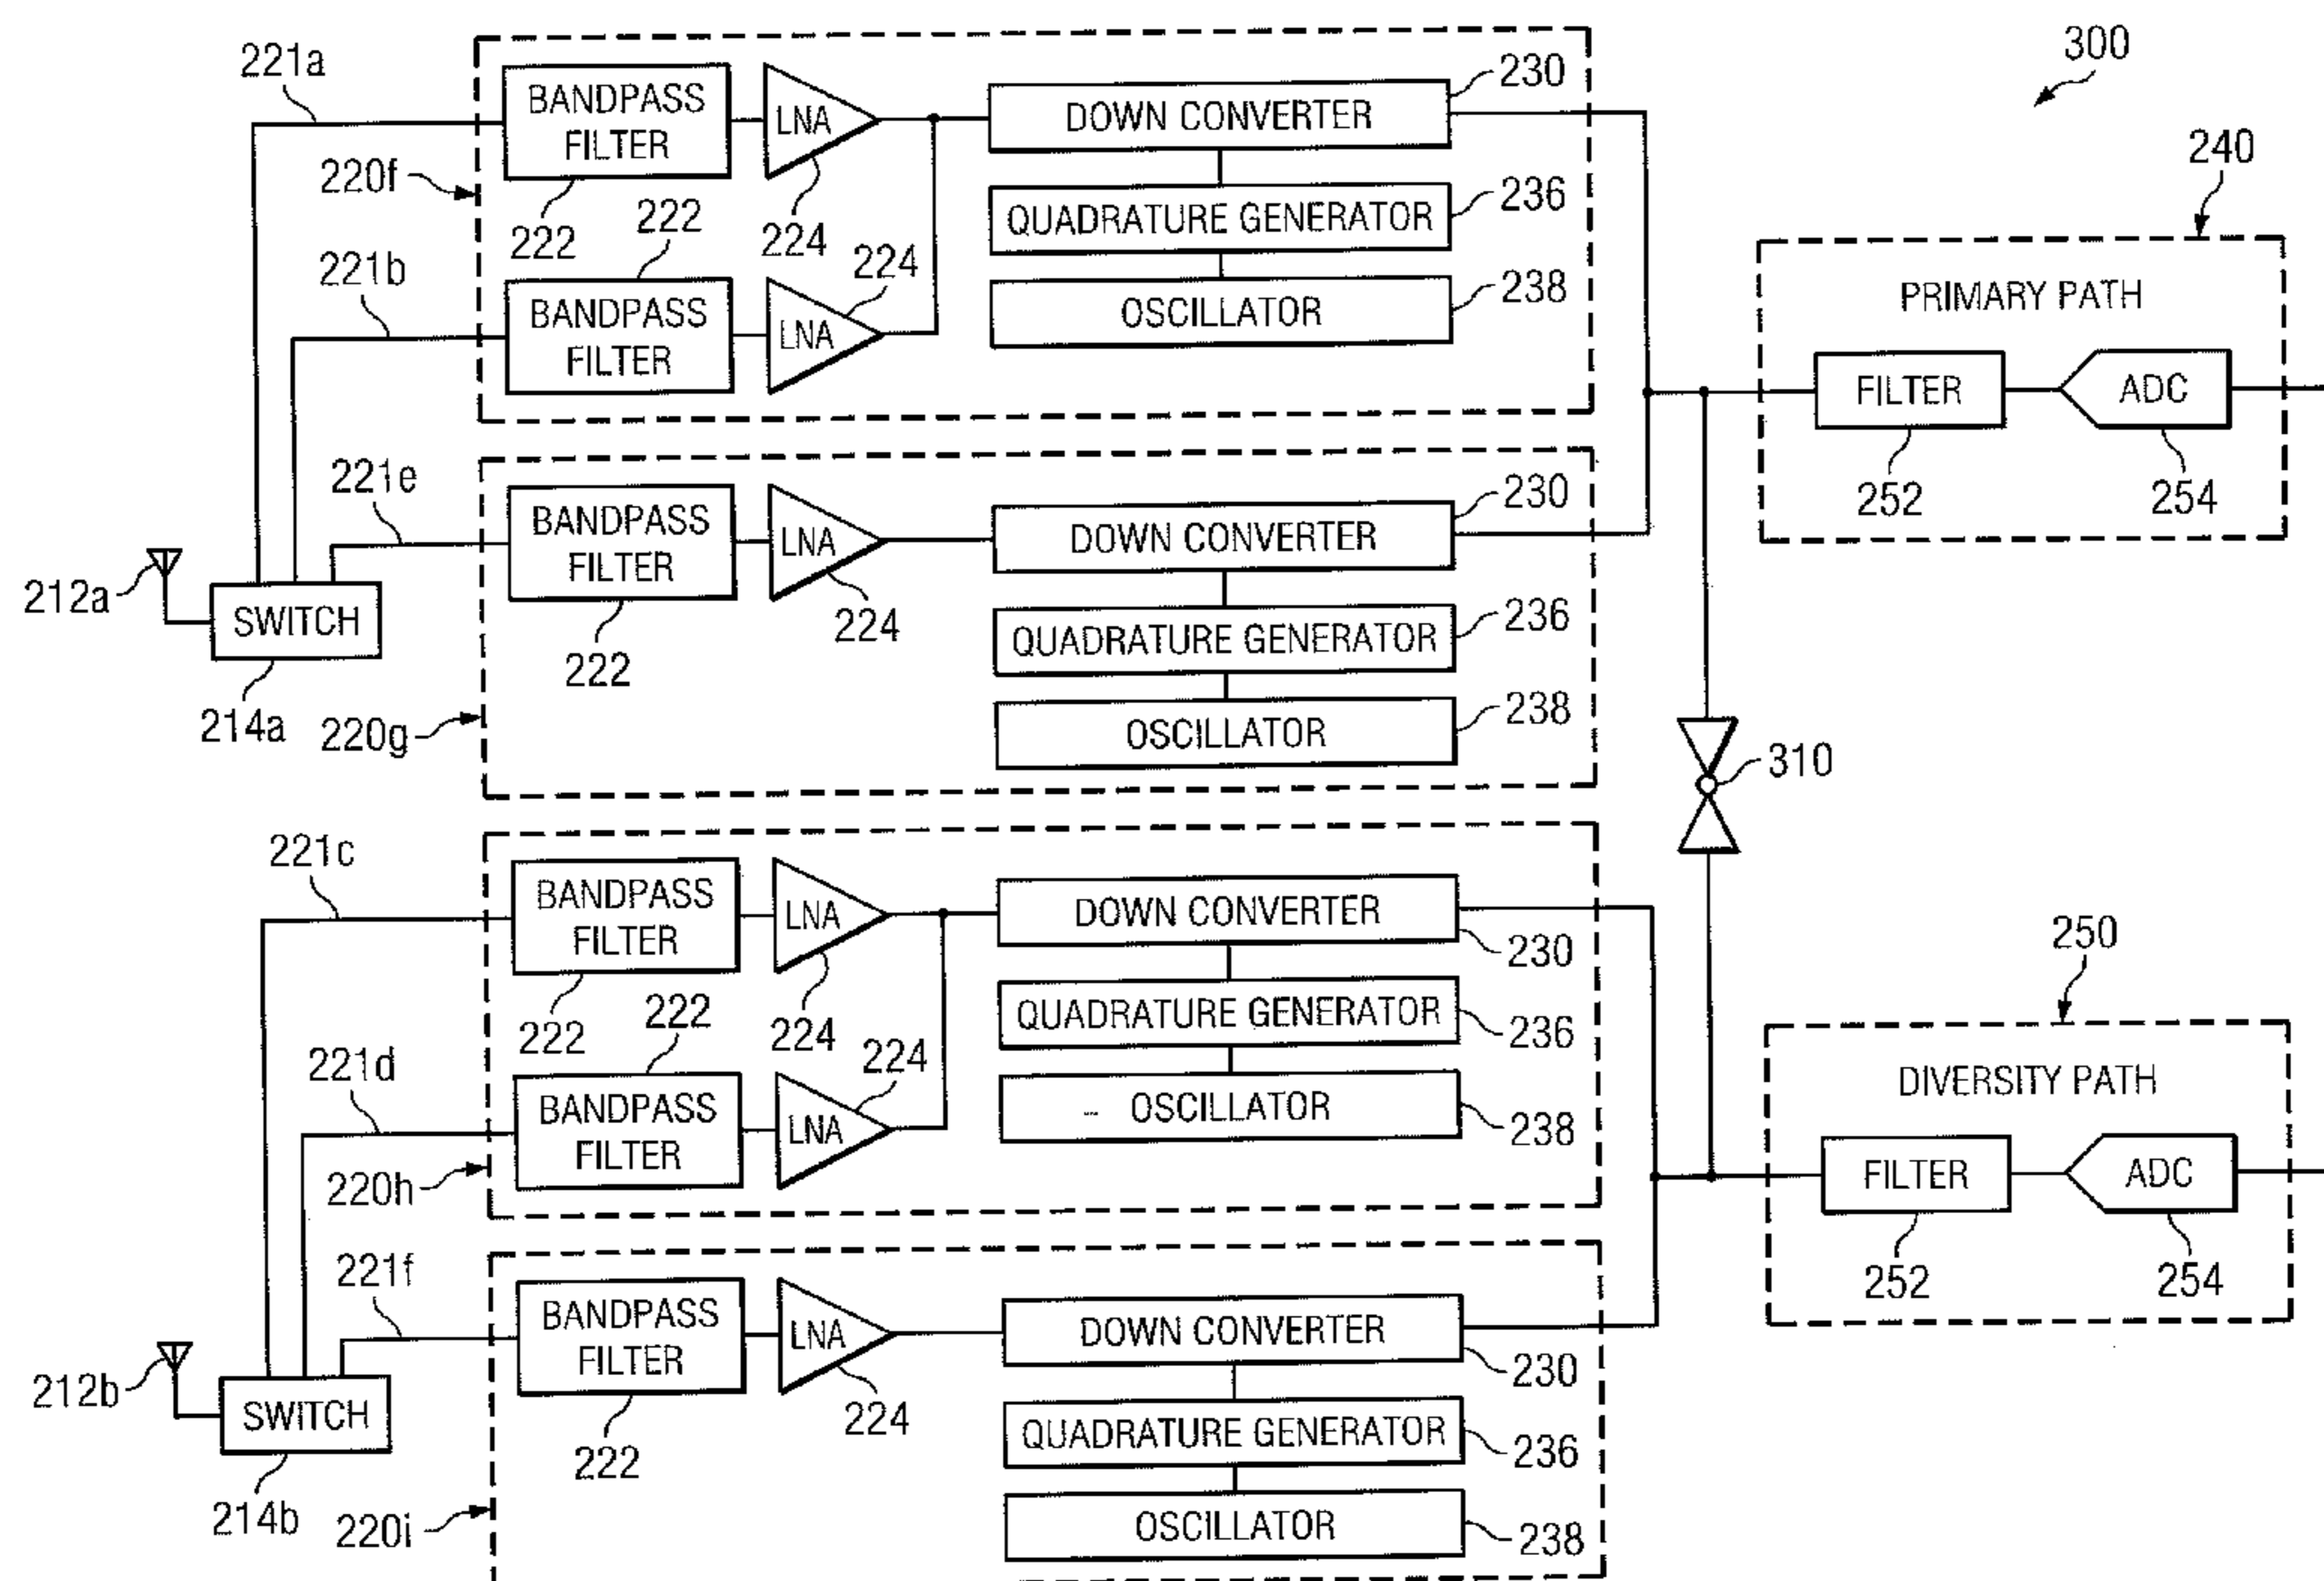 300
221a
BANDPASS
FILTER
LNA
DOWN CONVERTER
230
220f
222
222
224
QUADRATURE GENERATOR
236
240
221b
BANDPASS
FILTER
LNA
224
OSCILLATOR
238
PRIMARY PATH
FILTER
ADC
252
254
221e
BANDPASS
FILTER
LNA
DOWN CONVERTER
230
212a
SWITCH
222
224
QUADRATURE GENERATOR
236
214a
220g
OSCILLATOR
238
310
221c
BANDPASS
FILTER
LNA
DOWN CONVERTER
230
222
222
224
QUADRATURE GENERATOR
236
250
221d
BANDPASS
FILTER
LNA
224
OSCILLATOR
238
220h
DIVERSITY PATH
FILTER
ADC
252
254
221f
BANDPASS
FILTER
LNA
DOWN CONVERTER
230
212b
SWITCH
222
224
QUADRATURE GENERATOR
236
214b
220i
OSCILLATOR
238